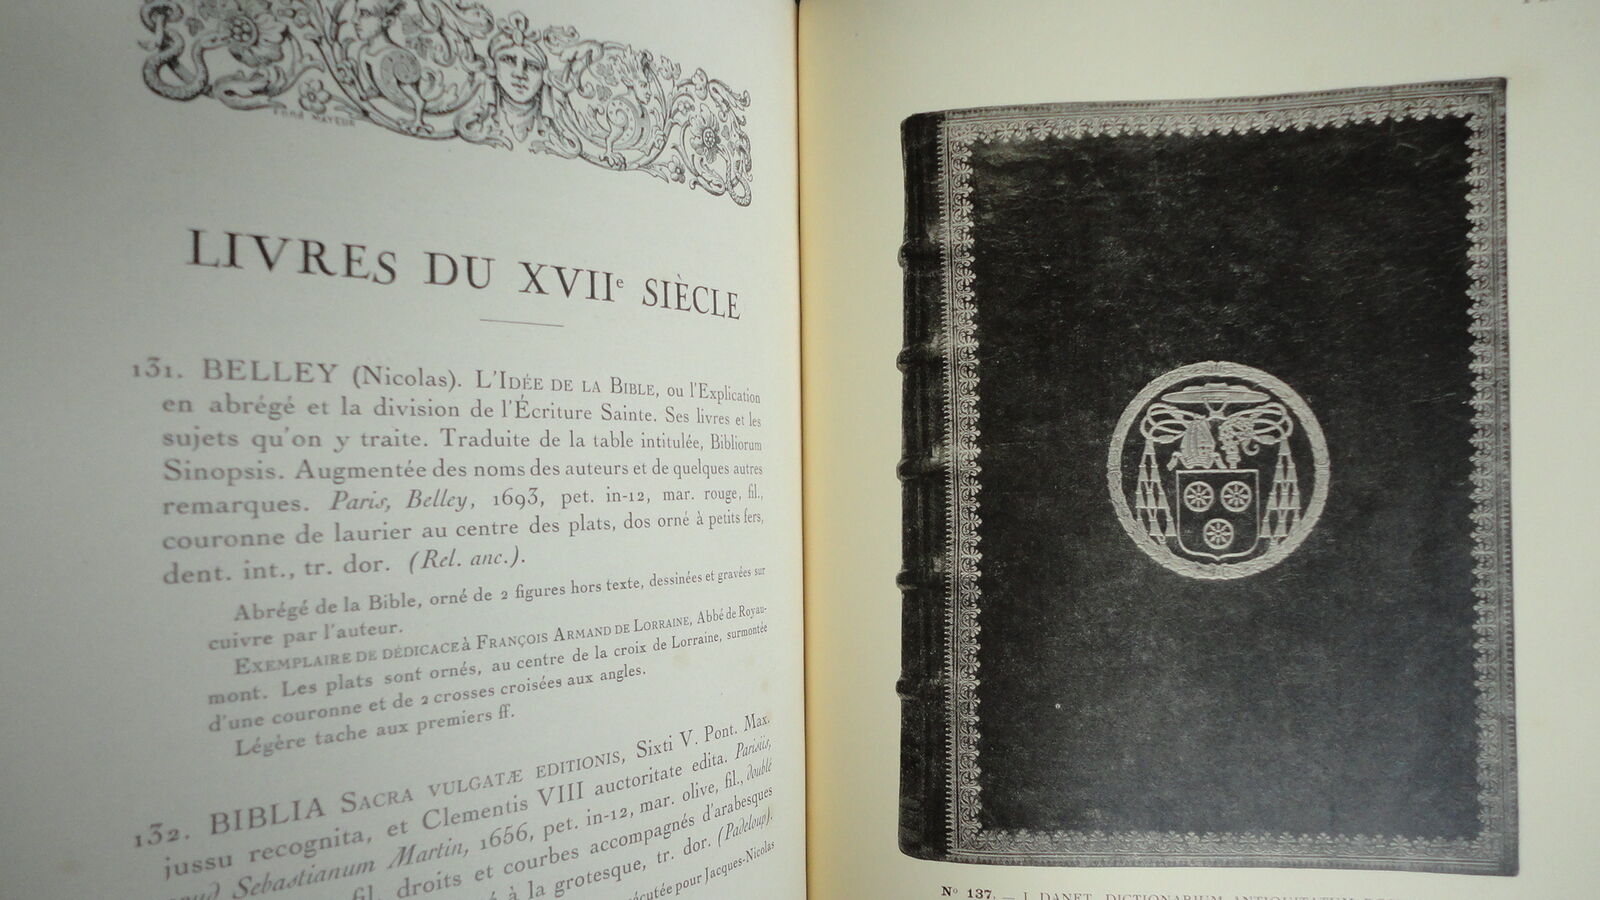 Fnnd MAYEUR
LIVRES DU XVIIe SIÈCLE
131. BELLEY (Nicolas). L'IDÉE DE LA BIBLE, ou l'Explication
en abrégé et la division de l'Écriture Sainte. Ses livres et les
sujets qu'on y traite. Traduite de la table intitulée, Bibliorum
Sinopsis. Augmentée des noms des auteurs et de quelques autres
remarques. Paris, Belley, 1693, pet. in-12, mar. rouge, fil.,
couronne de laurier au centre des plats, dos orné à petits fers,
dent. int., tr. dor. (Rel. anc.).
Abrégé de la Bible, orné de 2 figures hors texte, dessinées et gravées sur
cuivre par l'auteur.
EXEMPLAIRE DE DÉDICACE à FRANÇOIS ARMAND DE LORRAINE, Abbé de Royau-
mont. Les plats sont ornés, au centre de la croix de Lorraine, surmontée
d'une couronne et de 2 crosses croisées aux angles.
Légère tache aux premiers ff.
132. BIBLIA SACRA VULGATÆ EDITIONIS, Sixti V. Pont. Max.
jussu recognita, et Clementis VIII auctoritate edita. Parisiis,
Sebastianum Martin, 1656, pet. in-12, mar. olive, fil., doublé
fil. droits et courbes accompagnés d'arabesques
à la grotesque, tr. dor. (Padeloup).
pour Jacques-Nicolas
N° 137. — J. DANET. DICTIONARIUM ANTIQUITATUM